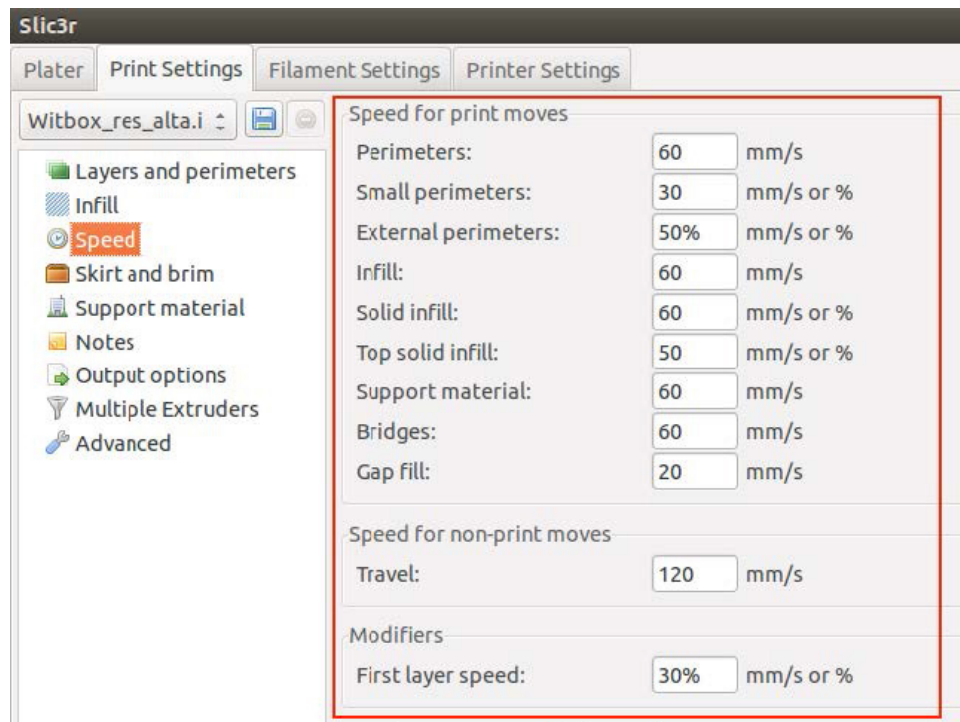 Slic3r
Plater Print Settings Filament Settings Printer Settings
Witbox_res_alta.i
Layers and perimeters
Infill
Speed
Skirt and brim
Support material
Notes
Output options
Multiple Extruders
Advanced
Speed for print moves
Perimeters: 60 mm/s
Small perimeters: 30 mm/s or %
External perimeters: 50% mm/s or %
Infill: 60 mm/s
Solid infill: 60 mm/s or %
Top solid infill: 50 mm/s or %
Support material: 60 mm/s
Bridges: 60 mm/s
Gap fill: 20 mm/s
Speed for non-print moves
Travel: 120 mm/s
Modifiers
First layer speed: 30% mm/s or %